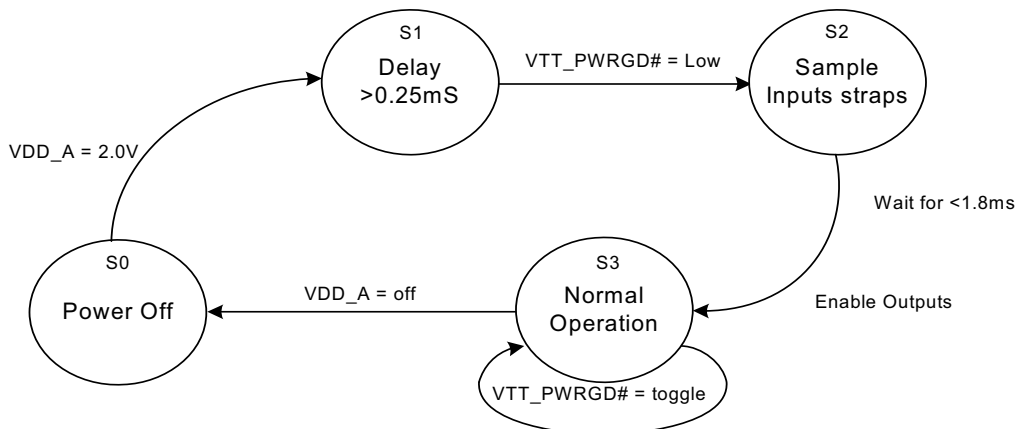 S1
Delay
>0.25mS
VTT_PWRGD# = Low
S2
Sample
Inputs straps
VDD_A = 2.0V
Wait for <1.8ms
S0
Power Off
VDD_A = off
S3
Normal
Operation
Enable Outputs
VTT_PWRGD# = toggle